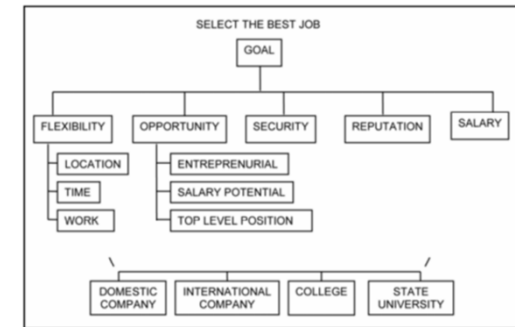 SELECT THE BEST JOB
GOAL
FLEXIBILITY
OPPORTUNITY
SECURITY
REPUTATION
SALARY
LOCATION
TIME
WORK
ENTREPRENURIAL
SALARY POTENTIAL
TOP LEVEL POSITION
DOMESTIC
COMPANY
INTERNATIONAL
COMPANY
COLLEGE
STATE
UNIVERSITY